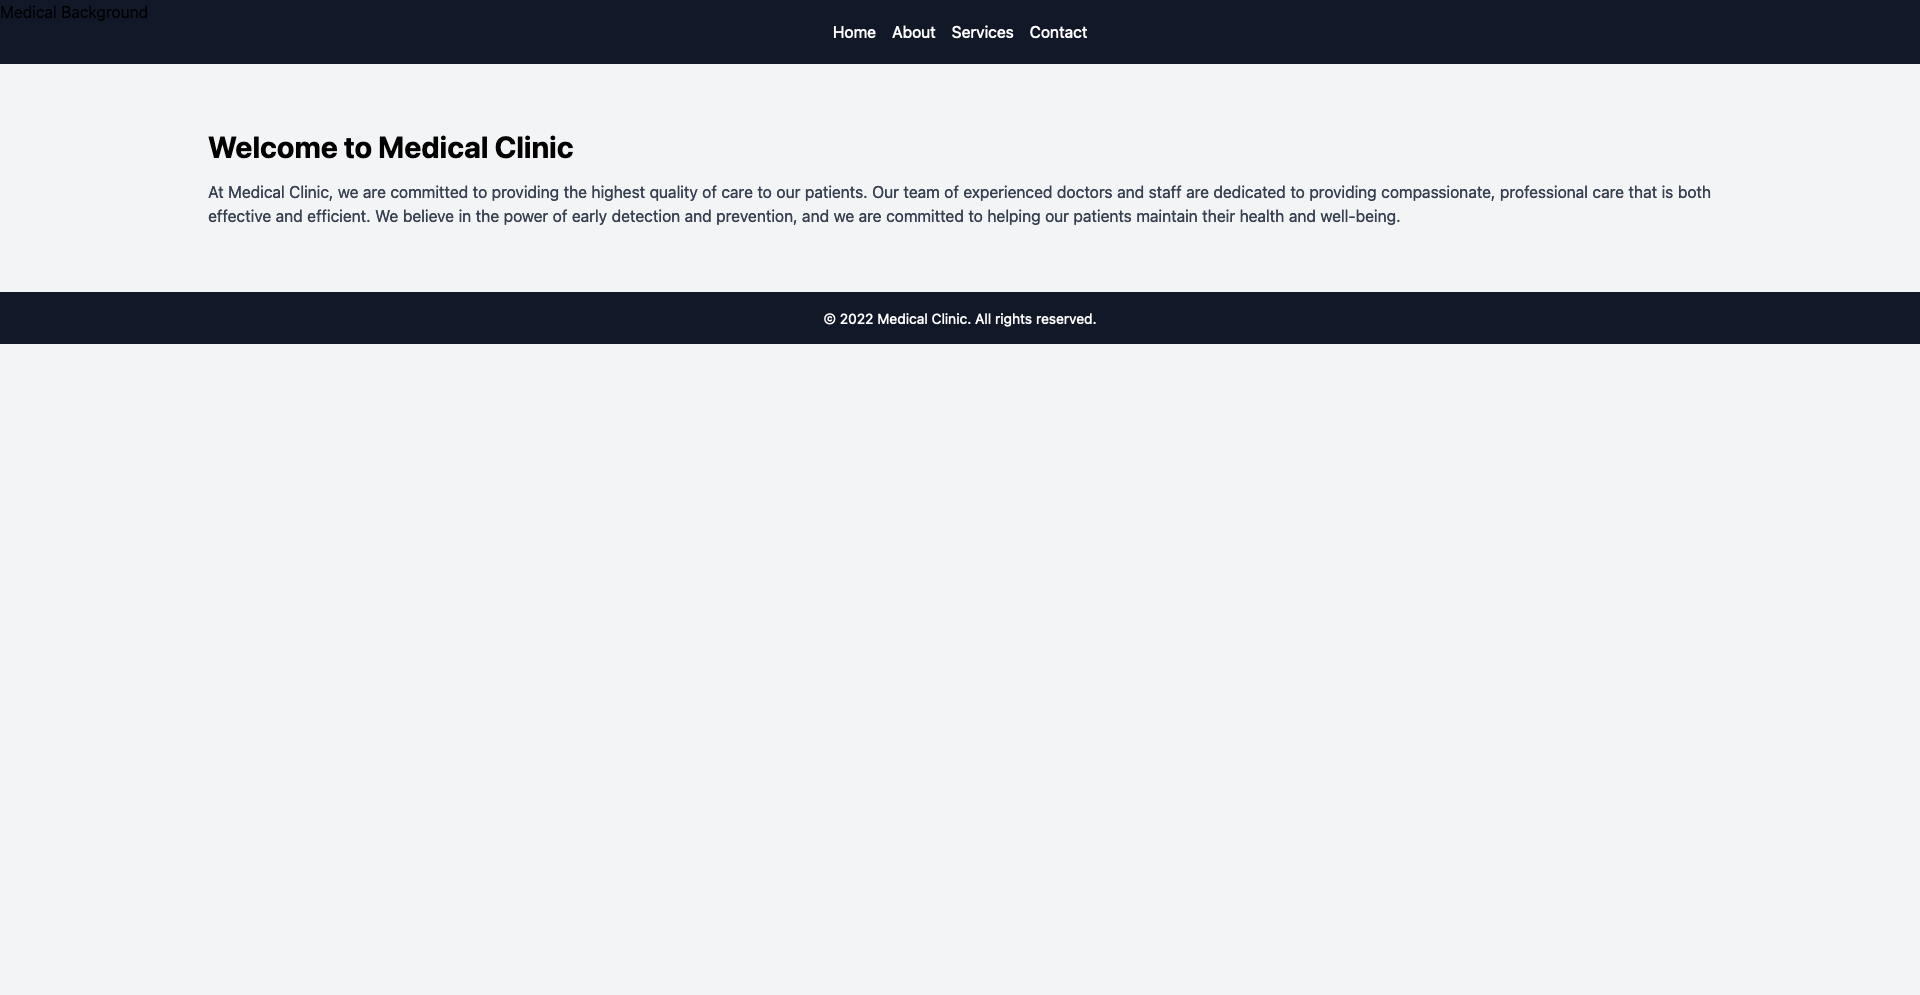 Medical Background
Home About Services Contact
Welcome to Medical Clinic
At Medical Clinic, we are committed to providing the highest quality of care to our patients. Our team of experienced doctors and staff are dedicated to providing compassionate, professional care that is both
effective and efficient. We believe in the power of early detection and prevention, and we are committed to helping our patients maintain their health and well-being.
© 2022 Medical Clinic. All rights reserved.